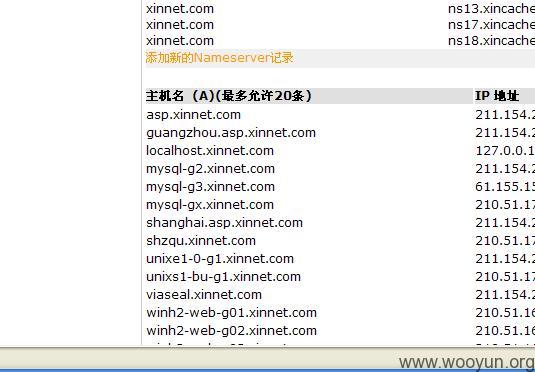 xinnet.com ns13.xincache
xinnet.com ns17.xincache
xinnet.com ns18.xincache
添加新的Nameserver记录
主机名（A）(最多允许20条) IP 地址
asp.xinnet.com 211.154.2
guangzhou.asp.xinnet.com 211.154.2
localhost.xinnet.com 127.0.0.1
mysql-g2.xinnet.com 211.154.2
mysql-g3.xinnet.com 61.155.15
mysql-gx.xinnet.com 210.51.17
shanghai.asp.xinnet.com 211.154.2
shzqu.xinnet.com 210.51.17
unixe1-0-g1.xinnet.com 211.154.2
unixs1-bu-g1.xinnet.com 210.51.17
viaseal.xinnet.com 211.154.2
winh2-web-g01.xinnet.com 210.51.16
winh2-web-g02.xinnet.com 210.51.16
www.wooyun.org